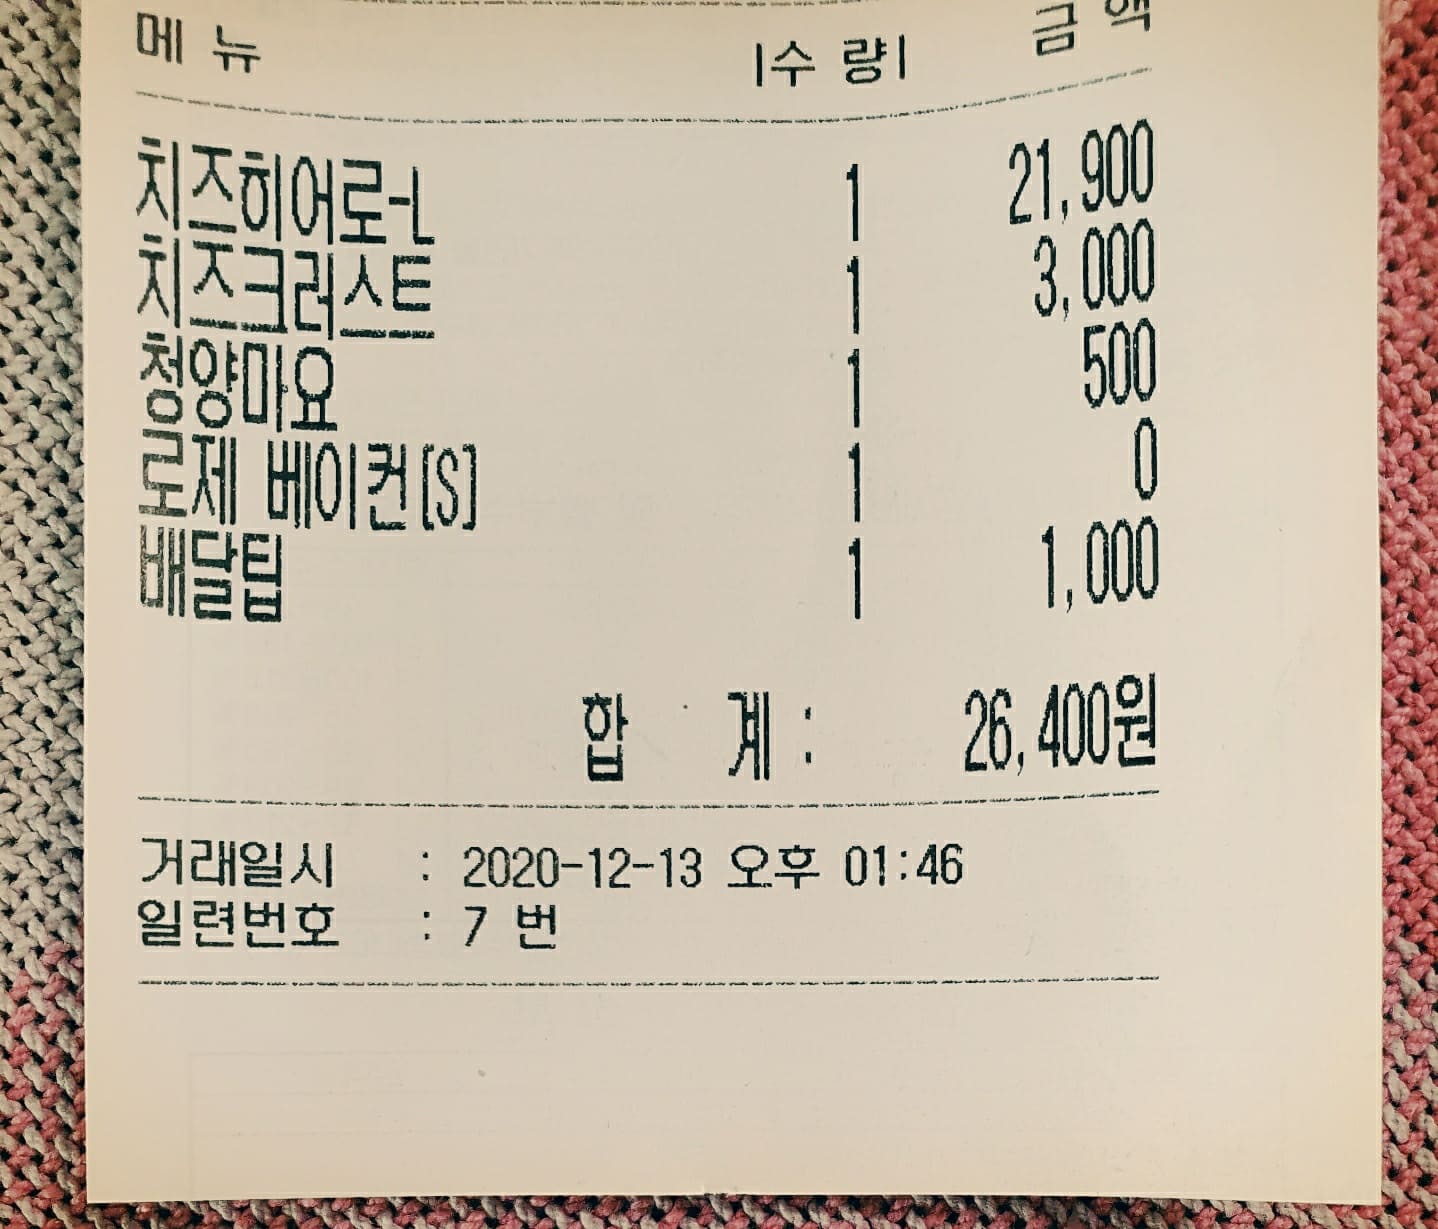 메 뉴 |수 량| 금 액
치즈히어로-L 1 21,900
치즈크러스트 1 3,000
청양마요 1 500
로제 베이컨[S] 1 0
배달팁 1 1,000
합 계 : 26,400원
거래일시 : 2020-12-13 오후 01:46
일련번호 : 7 번